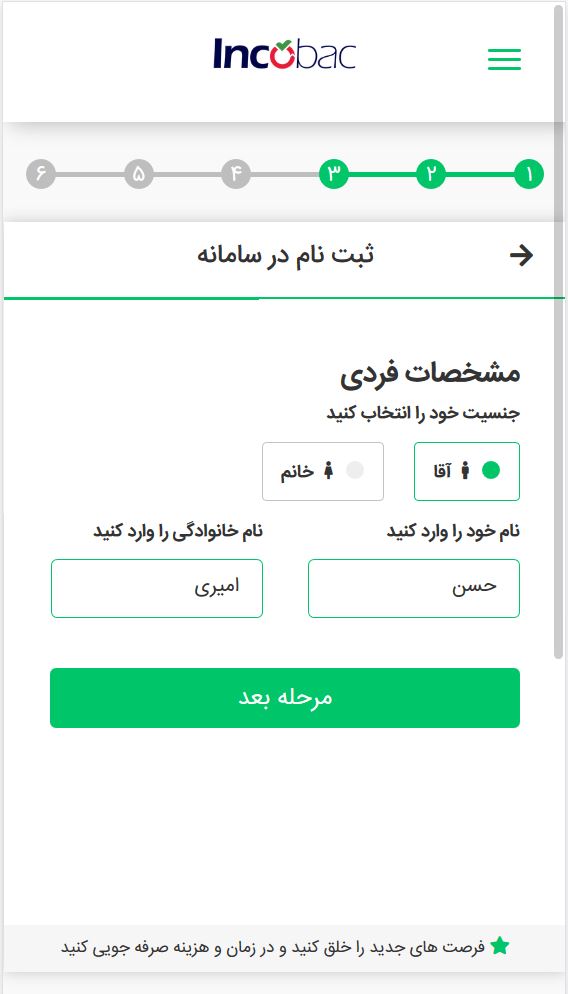 Incobac
۱ ۲ ۳ ۴ ۵ ۶
ثبت نام در سامانه
مشخصات فردی
جنسیت خود را انتخاب کنید
آقا خانم
نام خود را وارد کنید نام خانوادگی را وارد کنید
حسن امیری
مرحله بعد
فرصت های جدید را خلق کنید و در زمان و هزینه صرفه جویی کنید